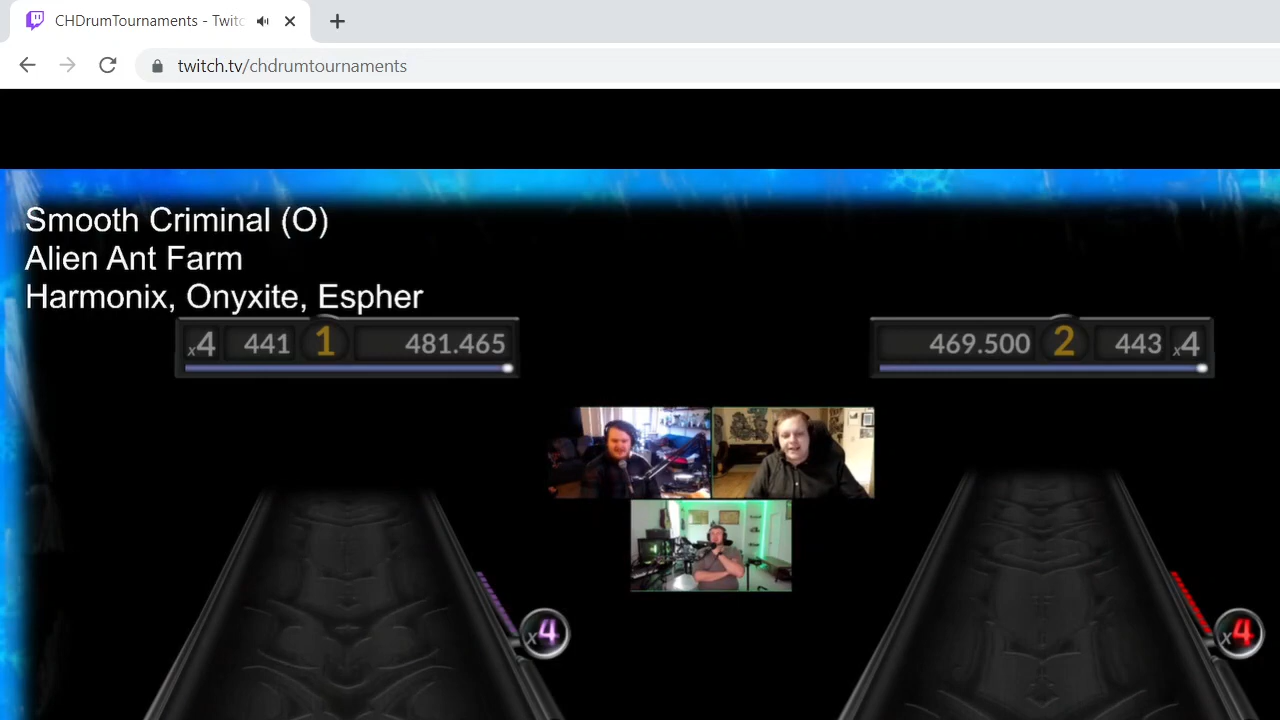 CHDrumTournaments - Twitc
twitch.tv/chdrumtournaments
Smooth Criminal (O)
Alien Ant Farm
Harmonix, Onyxite, Espher
x4 441 1 481.465
469.500 2 443 x4
x4
x4